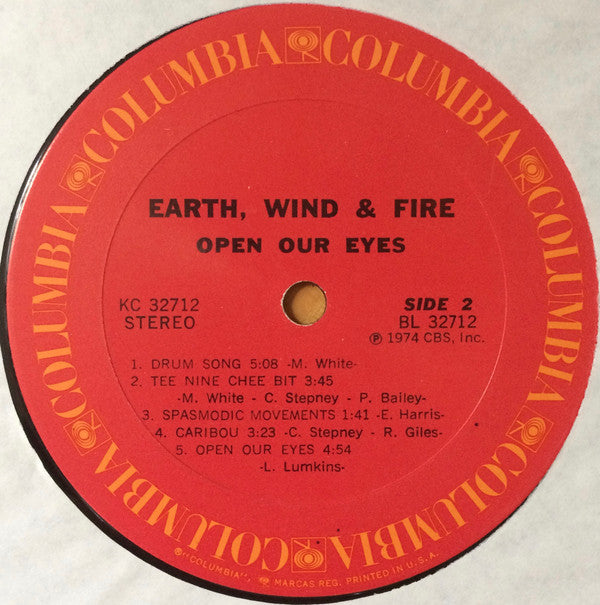 COLUMBIA COLUMBIA COLUMBIA COLUMBIA COLUMBIA COLUMBIA COLUMBIA COLUMBIA
EARTH, WIND & FIRE
OPEN OUR EYES
KC 32712
STEREO
SIDE 2
BL 32712
Ⓟ 1974 CBS, Inc.
1. DRUM SONG 5:08 -M. White-
2. TEE NINE CHEE BIT 3:45
-M. White - C. Stepney - P. Bailey-
3. SPASMODIC MOVEMENTS 1:41 -E. Harris-
4. CARIBOU 3:23 -C. Stepney - R. Giles-
5. OPEN OUR EYES 4:54
-L. Lumkins-
®"COLUMBIA", MARCAS REG. PRINTED IN U.S.A.